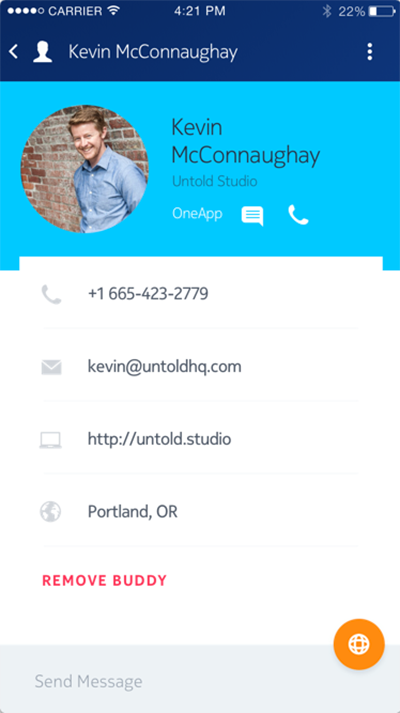 CARRIER 4:21 PM 22%
Kevin McConnaughay
Kevin
McConnaughay
Untold Studio
OneApp
+1 665-423-2779
kevin@untoldhq.com
http://untold.studio
Portland, OR
REMOVE BUDDY
Send Message